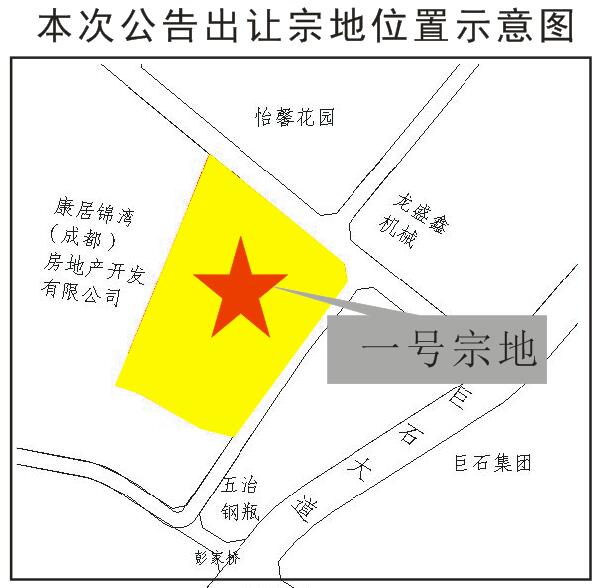 本次公告出让宗地位置示意图
怡馨花园
康居锦湾
(成都)
房地产开发
有限公司
龙盛鑫
机械
一号宗地
巨石大道
巨石集团
五冶
钢瓶
彭家桥